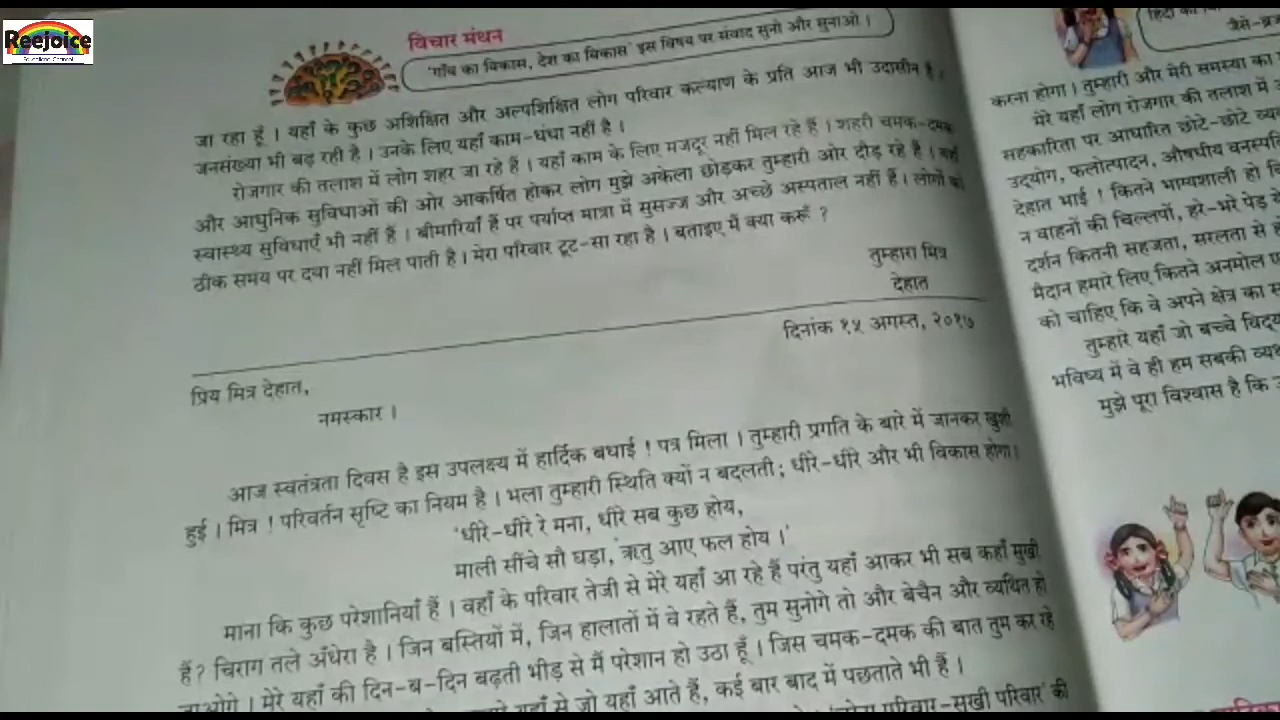 Reejoice
Educational Channel
विचार मंथन
'गाँव का विकास, देश का विकास' इस विषय पर संवाद सुनो और सुनाओ ।
जा रहा हूँ । यहाँ के कुछ अशिक्षित और अल्पशिक्षित लोग परिवार कल्याण के प्रति आज भी उदासीन हैं ।
जनसंख्या भी बढ़ रही है । उनके लिए यहाँ काम-धंधा नहीं है ।
रोजगार की तलाश में लोग शहर जा रहे हैं । यहाँ काम के लिए मजदूर नहीं मिल रहे हैं । शहरी चमक-दमक
और आधुनिक सुविधाओं की ओर आकर्षित होकर लोग मुझे अकेला छोड़कर तुम्हारी ओर दौड़ रहे हैं । यहाँ
स्वास्थ्य सुविधाएँ भी नहीं हैं । बीमारियाँ हैं पर पर्याप्त मात्रा में सुसज्ज और अच्छे अस्पताल नहीं हैं । लोगों को
ठीक समय पर दवा नहीं मिल पाती है । मेरा परिवार टूट-सा रहा है । बताइए मैं क्या करूँ ?
तुम्हारा मित्र
देहात
दिनांक १५ अगस्त, २०१७
प्रिय मित्र देहात,
नमस्कार ।
आज स्वतंत्रता दिवस है इस उपलक्ष्य में हार्दिक बधाई ! पत्र मिला । तुम्हारी प्रगति के बारे में जानकर खुशी
हुई । मित्र ! परिवर्तन सृष्टि का नियम है । भला तुम्हारी स्थिति क्यों न बदलती ; धीरे-धीरे और भी विकास होगा ।
'धीरे-धीरे रे मना, धीरे सब कुछ होय,
माली सींचे सौ घड़ा, ऋतु आए फल होय ।'
माना कि कुछ परेशानियाँ हैं । वहाँ के परिवार तेजी से मेरे यहाँ आ रहे हैं परंतु यहाँ आकर भी सब कहाँ सुखी
हैं? चिराग तले अँधेरा है । जिन बस्तियों में, जिन हालातों में वे रहते हैं, तुम सुनोगे तो और बेचैन और व्यथित हो
जाओगे । मेरे यहाँ की दिन-ब-दिन बढ़ती भीड़ से मैं परेशान हो उठा हूँ । जिस चमक-दमक की बात तुम कर रहे
यहाँ से जो यहाँ आते हैं, कई बार बाद में पछताते भी हैं ।
परिवार-सुखी परिवार' की
जैसे-
करना होगा । तुम्हारी और मेरी समस्या का
मेरे यहाँ लोग रोजगार की तलाश में
सहकारिता पर आधारित छोटे-छोटे
उद्योग, फलोत्पादन, औषधीय
देहात भाई ! कितने भाग्यशाली हो
न वाहनों की चिल्लपों, हरे-भरे पेड़
दर्शन कितनी सहजता, सरलता से
मैदान हमारे लिए कितने अनमोल
को चाहिए कि वे अपने क्षेत्र का
तुम्हारे यहाँ जो बच्चे
भविष्य में वे ही हम सबकी
मुझे पूरा विश्वास है कि